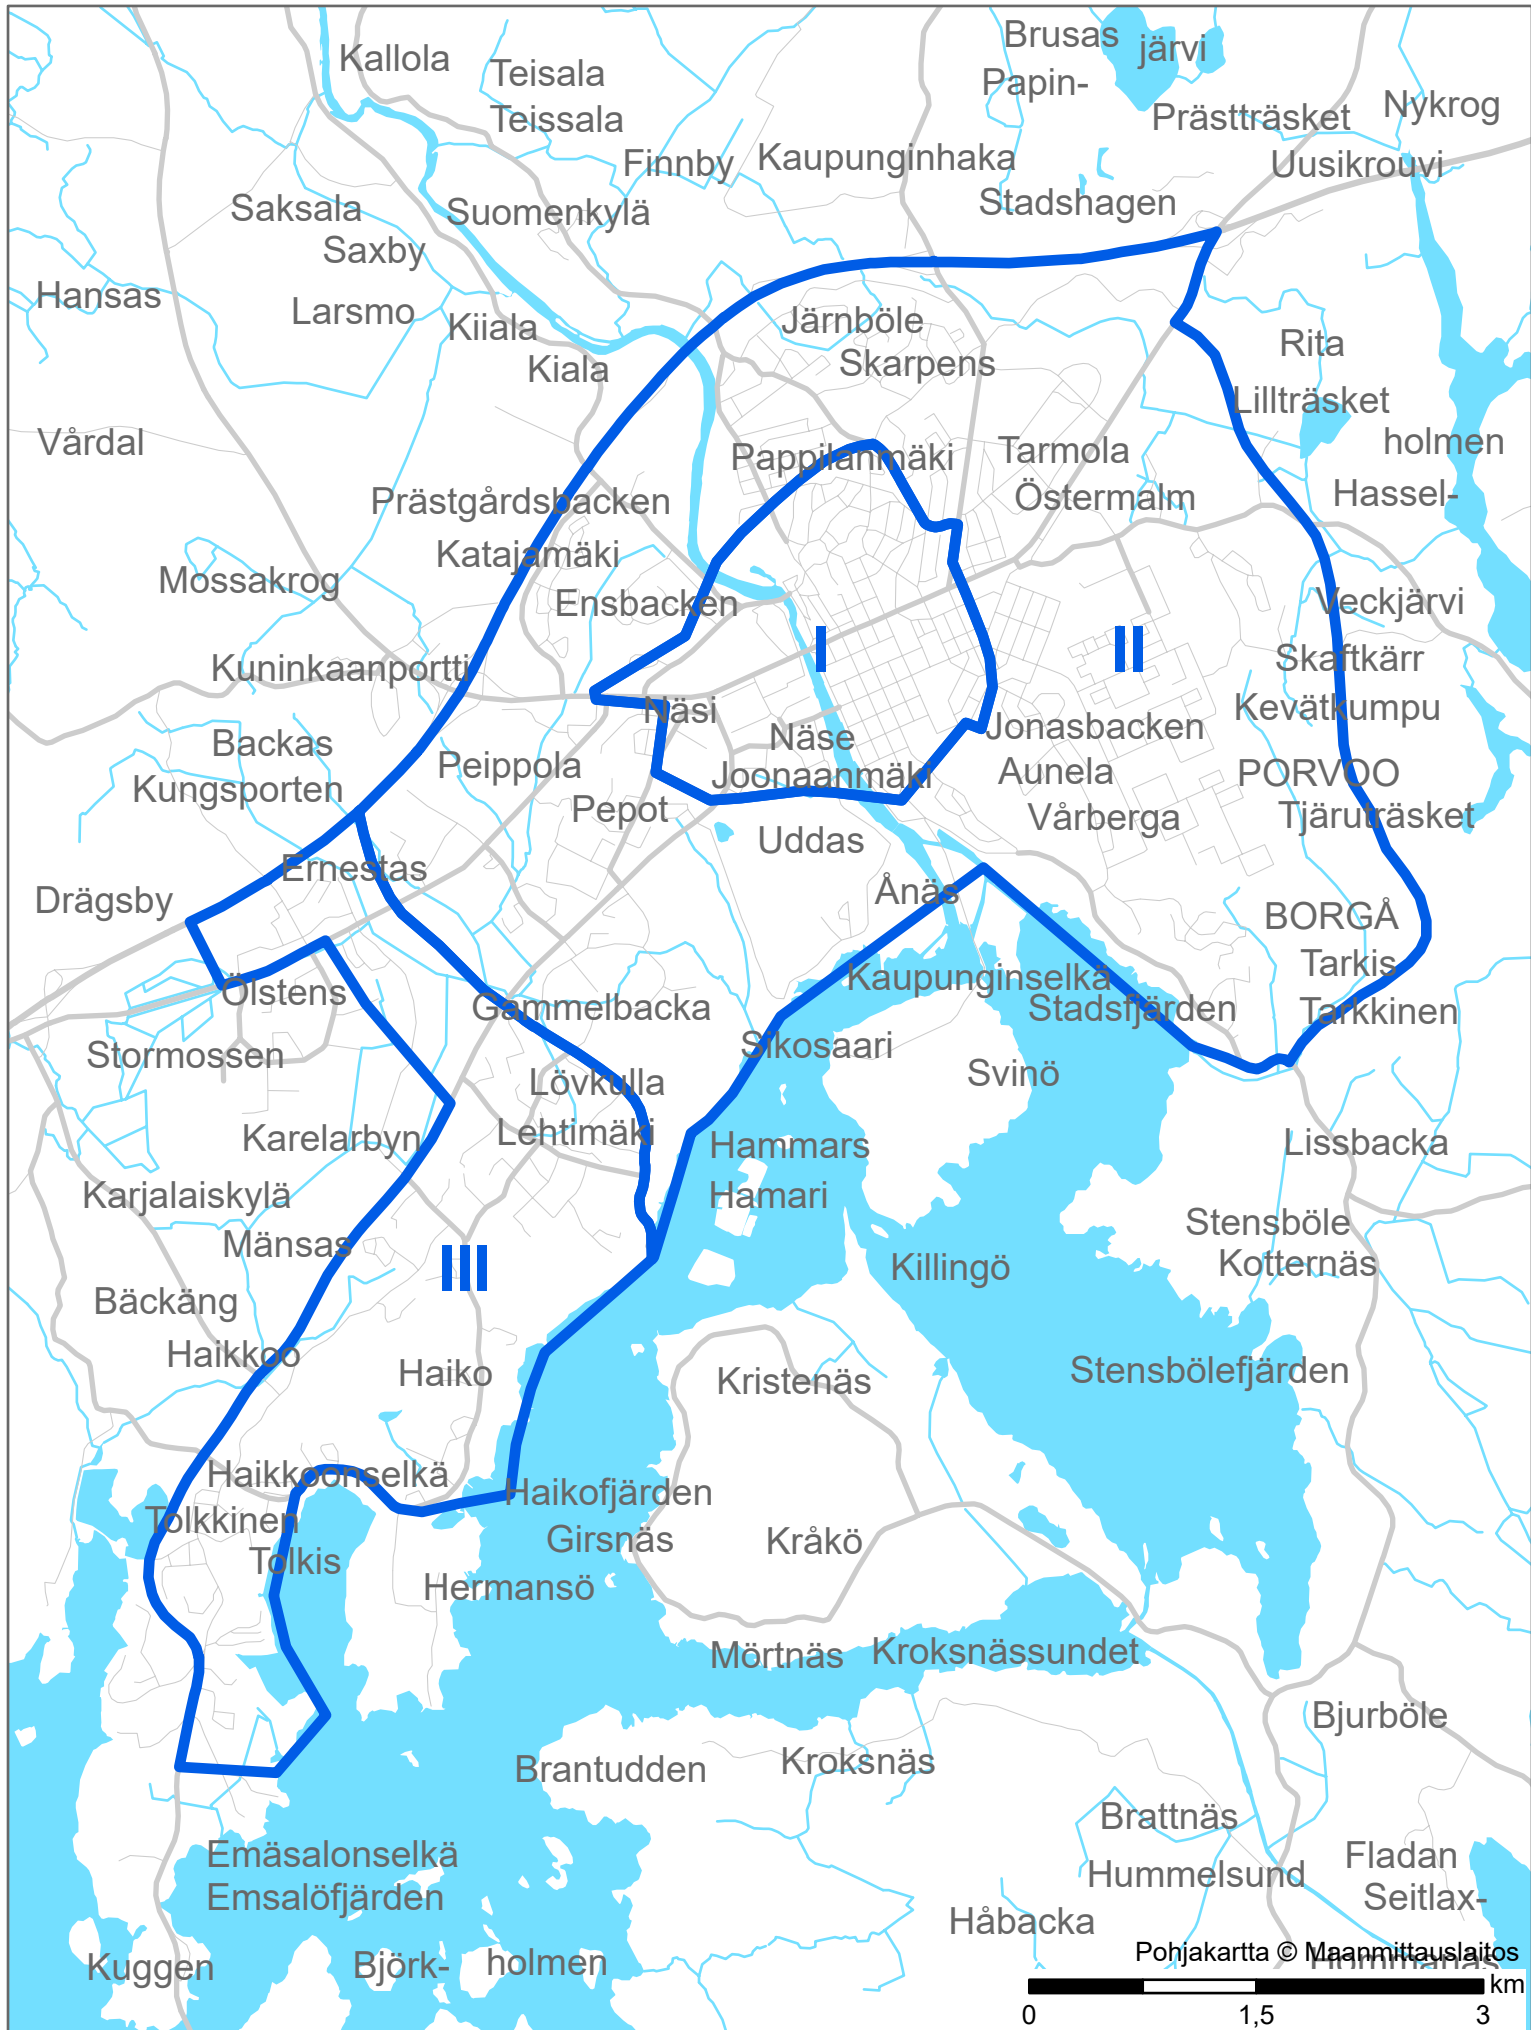 Brusas
järvi
Kallola
Teisala
Papin-
Nykrog
Teissala
Prästträsket
Finnby
Kaupunginhaka
Uusikrouvi
Saksala
Suomenkylä
Stadshagen
Saxby
Hansas
Larsmo
Kiiala
Järnböle
Rita
Kiala
Skarpens
Lillträsket
Vårdal
Pappilanmäki
Tarmola
holmen
Prästgårdsbacken
Östermalm
Hassel-
Katajamäki
Mossakrog
Ensbacken
Veckjärvi
I
II
Kuninkaanportti
Skaftkärr
Näsi
Kevätkumpu
Backas
Näse
Jonasbacken
Peippola
Joonaanmäki
Aunela
PORVOO
Kungsporten
Pepot
Vårberga
Tjäruträsket
Uddas
Ernestas
Drägsby
Ånäs
BORGÅ
Kaupunginselkä
Tarkis
Ölstens
Gammelbacka
Stadsfjärden
Tarkkinen
Stormossen
Sikosaari
Lövkulla
Svinö
Karelarbyn
Lehtimäki
Hammars
Lissbacka
Karjalaiskylä
Hamari
Stensböle
Mänsas
III
Killingö
Kotternäs
Bäckäng
Haikkoo
Haiko
Kristenäs
Stensbölefjärden
Haikkoonselkä
Haikofjärden
Tolkkinen
Girsnäs
Kråkö
Tolkis
Hermansö
Mörtnäs
Kroksnässundet
Bjurböle
Brantudden
Kroksnäs
Brattnäs
Emäsalonselkä
Hummelsund
Fladan
Emsalöfjärden
Seitlax-
Håbacka
Kuggen
Björk-
holmen
Pohjakartta © Maanmittauslaitos
Hommanäs
km
0
1,5
3